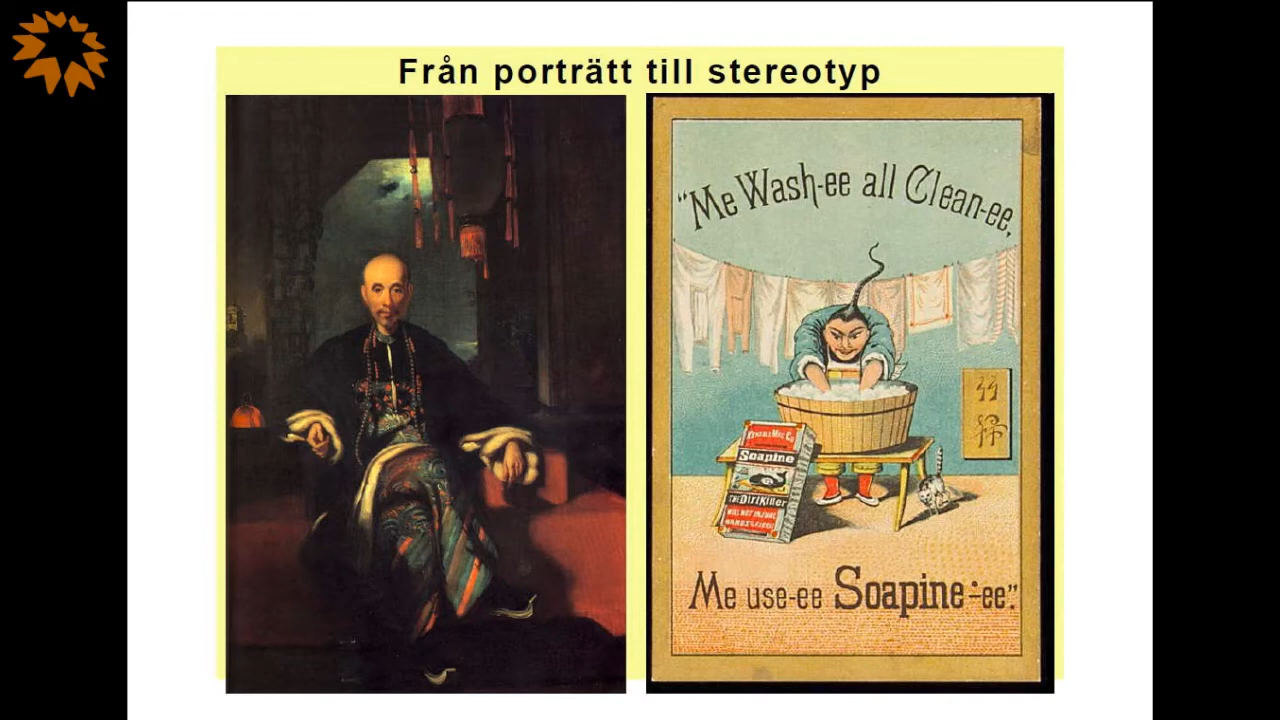 Från porträtt till stereotyp
"Me Wash-ee all Clean-ee,
Soapine
THE Dirt Killer
Me use-ee Soapine-ee".